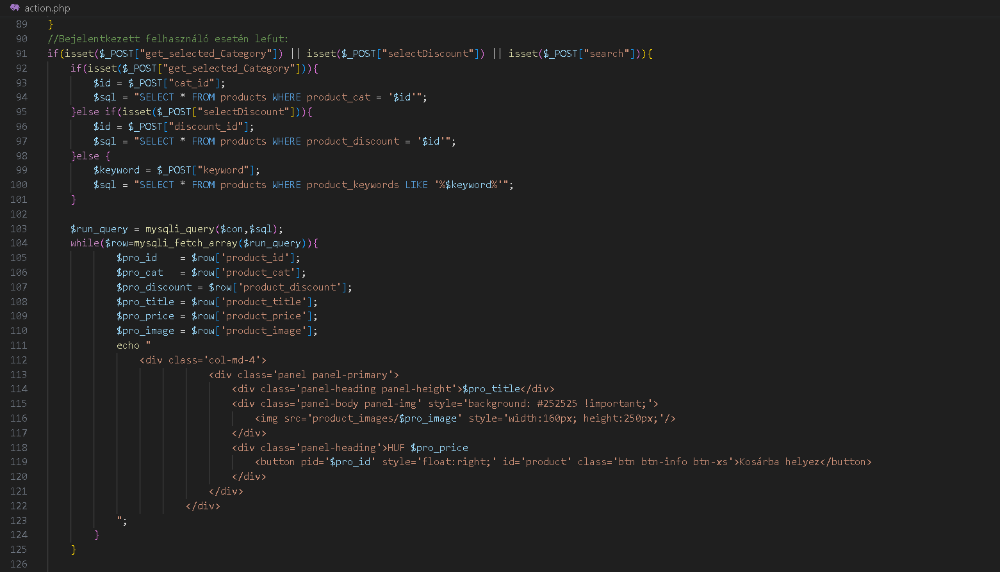 action.php
89 }
90 //Bejelentkezett felhasználó esetén lefut:
91 if(isset($_POST["get_selected_Category"]) || isset($_POST["selectDiscount"]) || isset($_POST["search"])){
92 if(isset($_POST["get_selected_Category"])){
93 $id = $_POST["cat_id"];
94 $sql = "SELECT * FROM products WHERE product_cat = '$id'";
95 }else if(isset($_POST["selectDiscount"])){
96 $id = $_POST["discount_id"];
97 $sql = "SELECT * FROM products WHERE product_discount = '$id'";
98 }else {
99 $keyword = $_POST["keyword"];
100 $sql = "SELECT * FROM products WHERE product_keywords LIKE '%$keyword%'";
101 }
102
103 $run_query = mysqli_query($con,$sql);
104 while($row=mysqli_fetch_array($run_query)){
105 $pro_id    = $row['product_id'];
106 $pro_cat   = $row['product_cat'];
107 $pro_discount = $row['product_discount'];
108 $pro_title = $row['product_title'];
109 $pro_price = $row['product_price'];
110 $pro_image = $row['product_image'];
111 echo "
112 <div class='col-md-4'>
113 <div class='panel panel-primary'>
114 <div class='panel-heading panel-height'>$pro_title</div>
115 <div class='panel-body panel-img' style='background: #252525 !important;'>
116 <img src='product_images/$pro_image' style='width:160px; height:250px;'/>
117 </div>
118 <div class='panel-heading'>HUF $pro_price
119 <button pid='$pro_id' style='float:right;' id='product' class='btn btn-info btn-xs'>Kosárba helyez</button>
120 </div>
121 </div>
122 </div>
123 ";
124 }
125 }
126